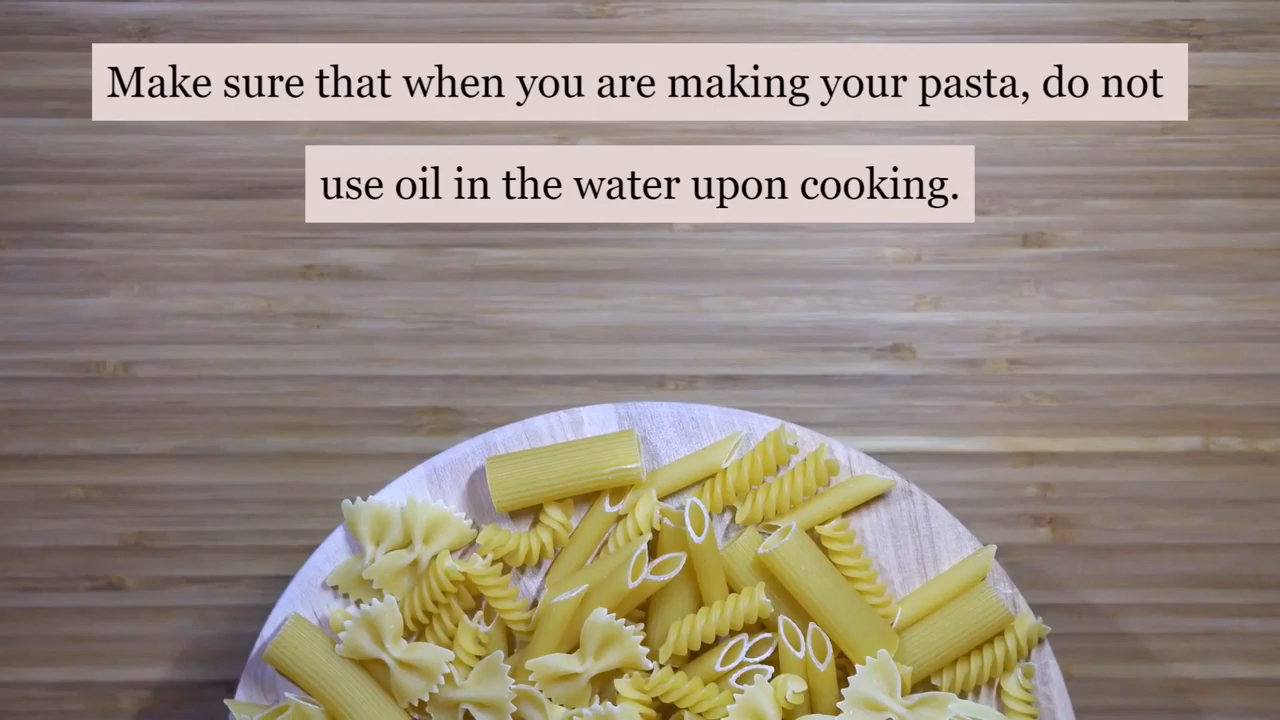 Make sure that when you are making your pasta, do not
use oil in the water upon cooking.